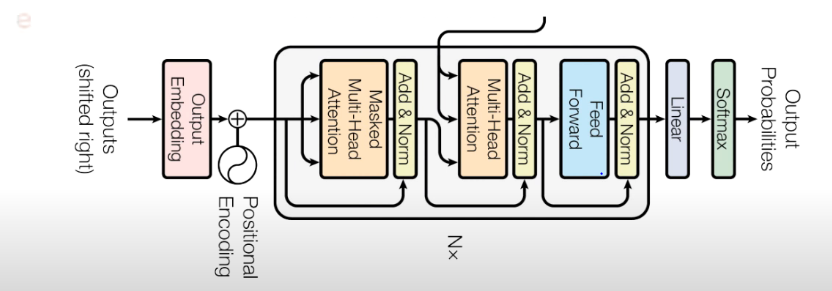 Outputs
(shifted right)
Output
Embedding
Positional
Encoding
Masked
Multi-Head
Attention
Add & Norm
Multi-Head
Attention
Add & Norm
Feed
Forward
Add & Norm
Nx
Linear
Softmax
Output
Probabilities